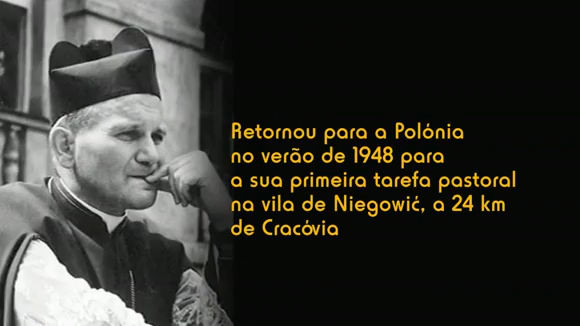 Retornou para a Polónia
no verão de 1948 para
a sua primeira tarefa pastoral
na vila de Niegowić, a 24 km
de Cracóvia